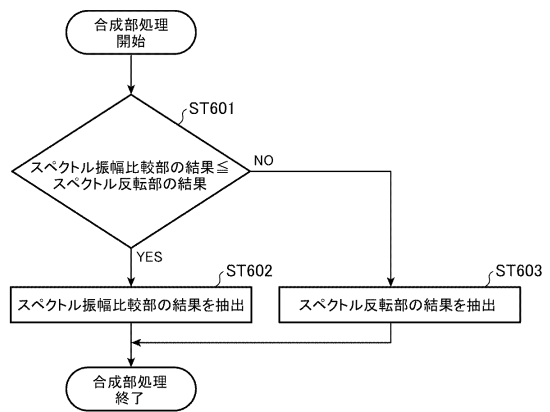 合成部処理
開始
ST601
スペクトル振幅比較部の結果≦
スペクトル反転部の結果
NO
YES
ST602
スペクトル振幅比較部の結果を抽出
ST603
スペクトル反転部の結果を抽出
合成部処理
終了